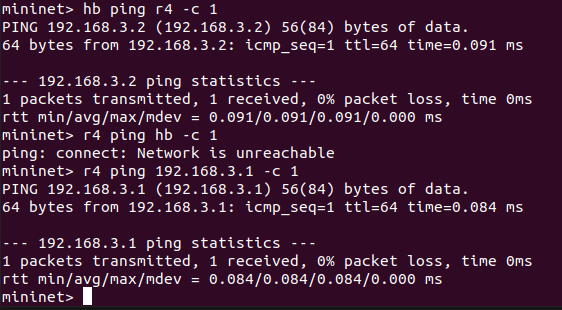 mininet> hb ping r4 -c 1
PING 192.168.3.2 (192.168.3.2) 56(84) bytes of data.
64 bytes from 192.168.3.2: icmp_seq=1 ttl=64 time=0.091 ms

--- 192.168.3.2 ping statistics ---
1 packets transmitted, 1 received, 0% packet loss, time 0ms
rtt min/avg/max/mdev = 0.091/0.091/0.091/0.000 ms
mininet> r4 ping hb -c 1
ping: connect: Network is unreachable
mininet> r4 ping 192.168.3.1 -c 1
PING 192.168.3.1 (192.168.3.1) 56(84) bytes of data.
64 bytes from 192.168.3.1: icmp_seq=1 ttl=64 time=0.084 ms

--- 192.168.3.1 ping statistics ---
1 packets transmitted, 1 received, 0% packet loss, time 0ms
rtt min/avg/max/mdev = 0.084/0.084/0.084/0.000 ms
mininet>